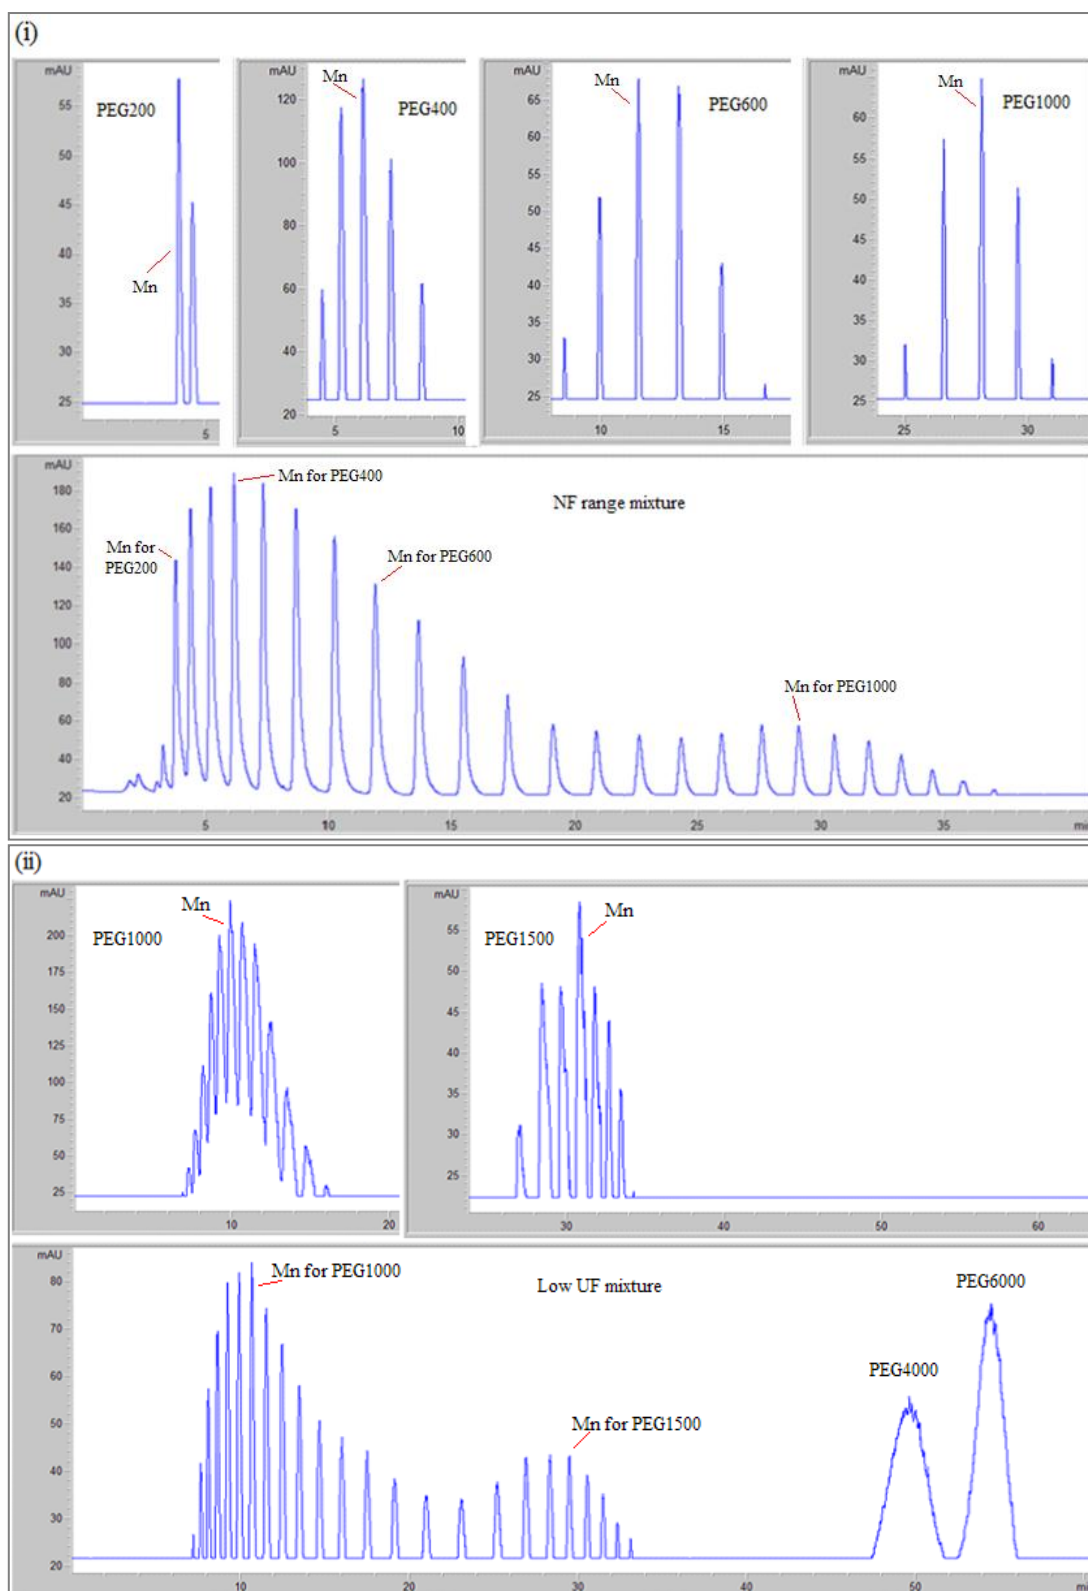 (i)
mAU
PEG200
Mn
55
50
45
40
35
30
25
5
mAU
Mn
PEG400
120
100
80
60
40
20
5 10
mAU
Mn
PEG600
65
60
55
50
45
40
35
30
25
10 15
mAU
Mn
PEG1000
65
60
55
50
45
40
35
30
25
25 30
mAU
Mn for PEG400
NF range mixture
Mn for
PEG200
Mn for PEG600
Mn for PEG1000
180
160
140
120
100
80
60
40
20
5 10 15 20 25 30 35
(ii)
mAU
Mn
PEG1000
200
175
150
125
100
75
50
25
10 20
mAU
Mn
PEG1500
55
50
45
40
35
30
25
30 40 50 60
mAU
Mn for PEG1000
Low UF mixture
PEG6000
PEG4000
Mn for PEG1500
80
70
60
50
40
30
20
10 20 30 40 50